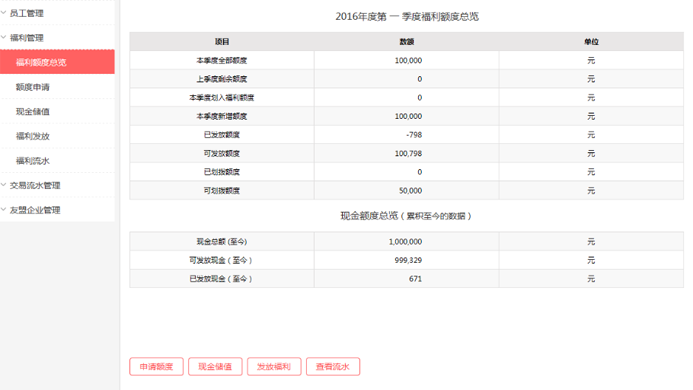 员工管理
福利管理
福利额度总览
额度申请
现金储值
福利发放
福利流水
交易流水管理
友盟企业管理
2016年度第 一 季度福利额度总览
项目 数额 单位
本季度全部额度 100,000 元
上季度剩余额度 0 元
本季度划入福利额度 0 元
本季度新增额度 100,000 元
已发放额度 -798 元
可发放额度 100,798 元
已划拨额度 0 元
可划拨额度 50,000 元
现金额度总览（累积至今的数据）
现金总额 (至今) 1,000,000 元
可发放现金（至今） 999,329 元
已发放现金（至今） 671 元
申请额度 现金储值 发放福利 查看流水